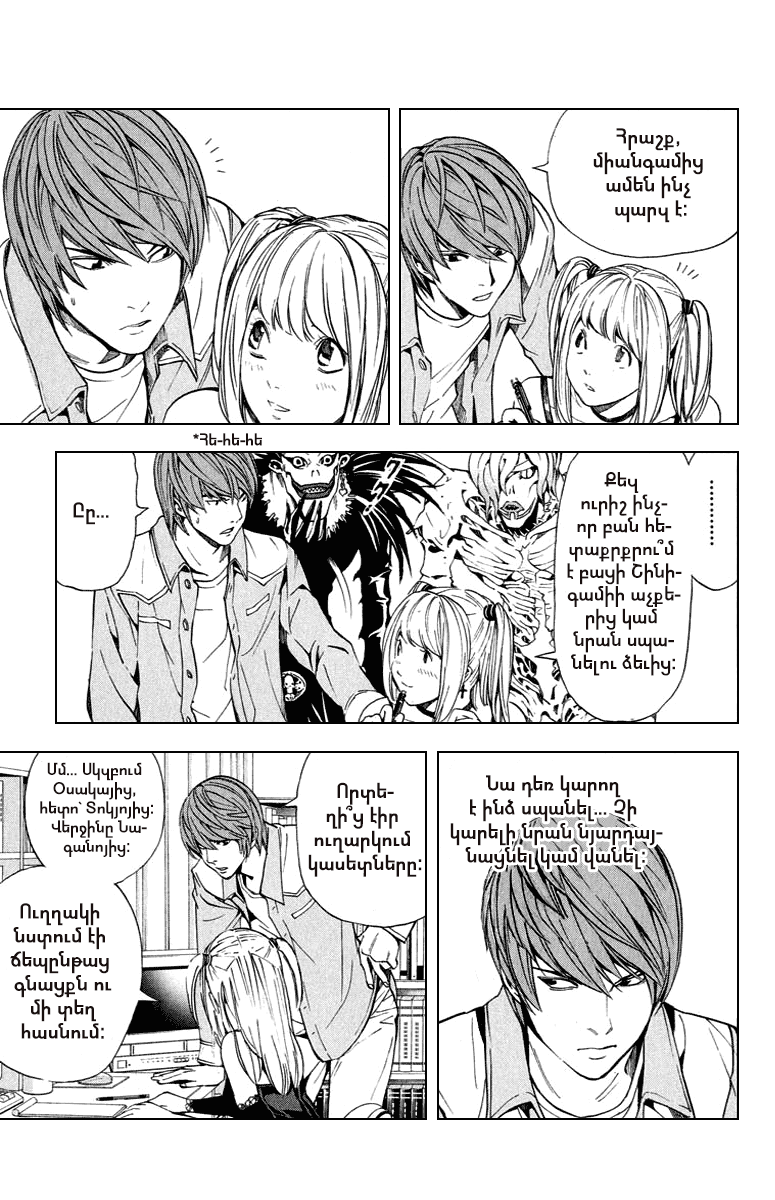 Հրաշք,
միանգամից
ամեն ինչ
պարզ է:
*Հե-հե-հե
............
Քեզ
ուրիշ ինչ-
որ բան հե-
տաքրքրու՞մ
է բացի Շինի-
գամիի աչքե-
րից կամ
նրան սպա-
նելու ձեւից:
Ըը...
Նա դեռ կարող
է ինձ սպանել... Չի
կարելի նրան նյարդայ-
նացնել կամ վանել:
Որտե-
ղի՞ց էիր
ուղարկում
կասետները:
Մմ... Սկզբում
Օսակայից,
հետո՝ Տոկյոյից:
Վերջինը Նա-
գանոյից:
Ուղղակի
նստում էի
ճեպընթաց
գնացքն ու
մի տեղ
հասնում: